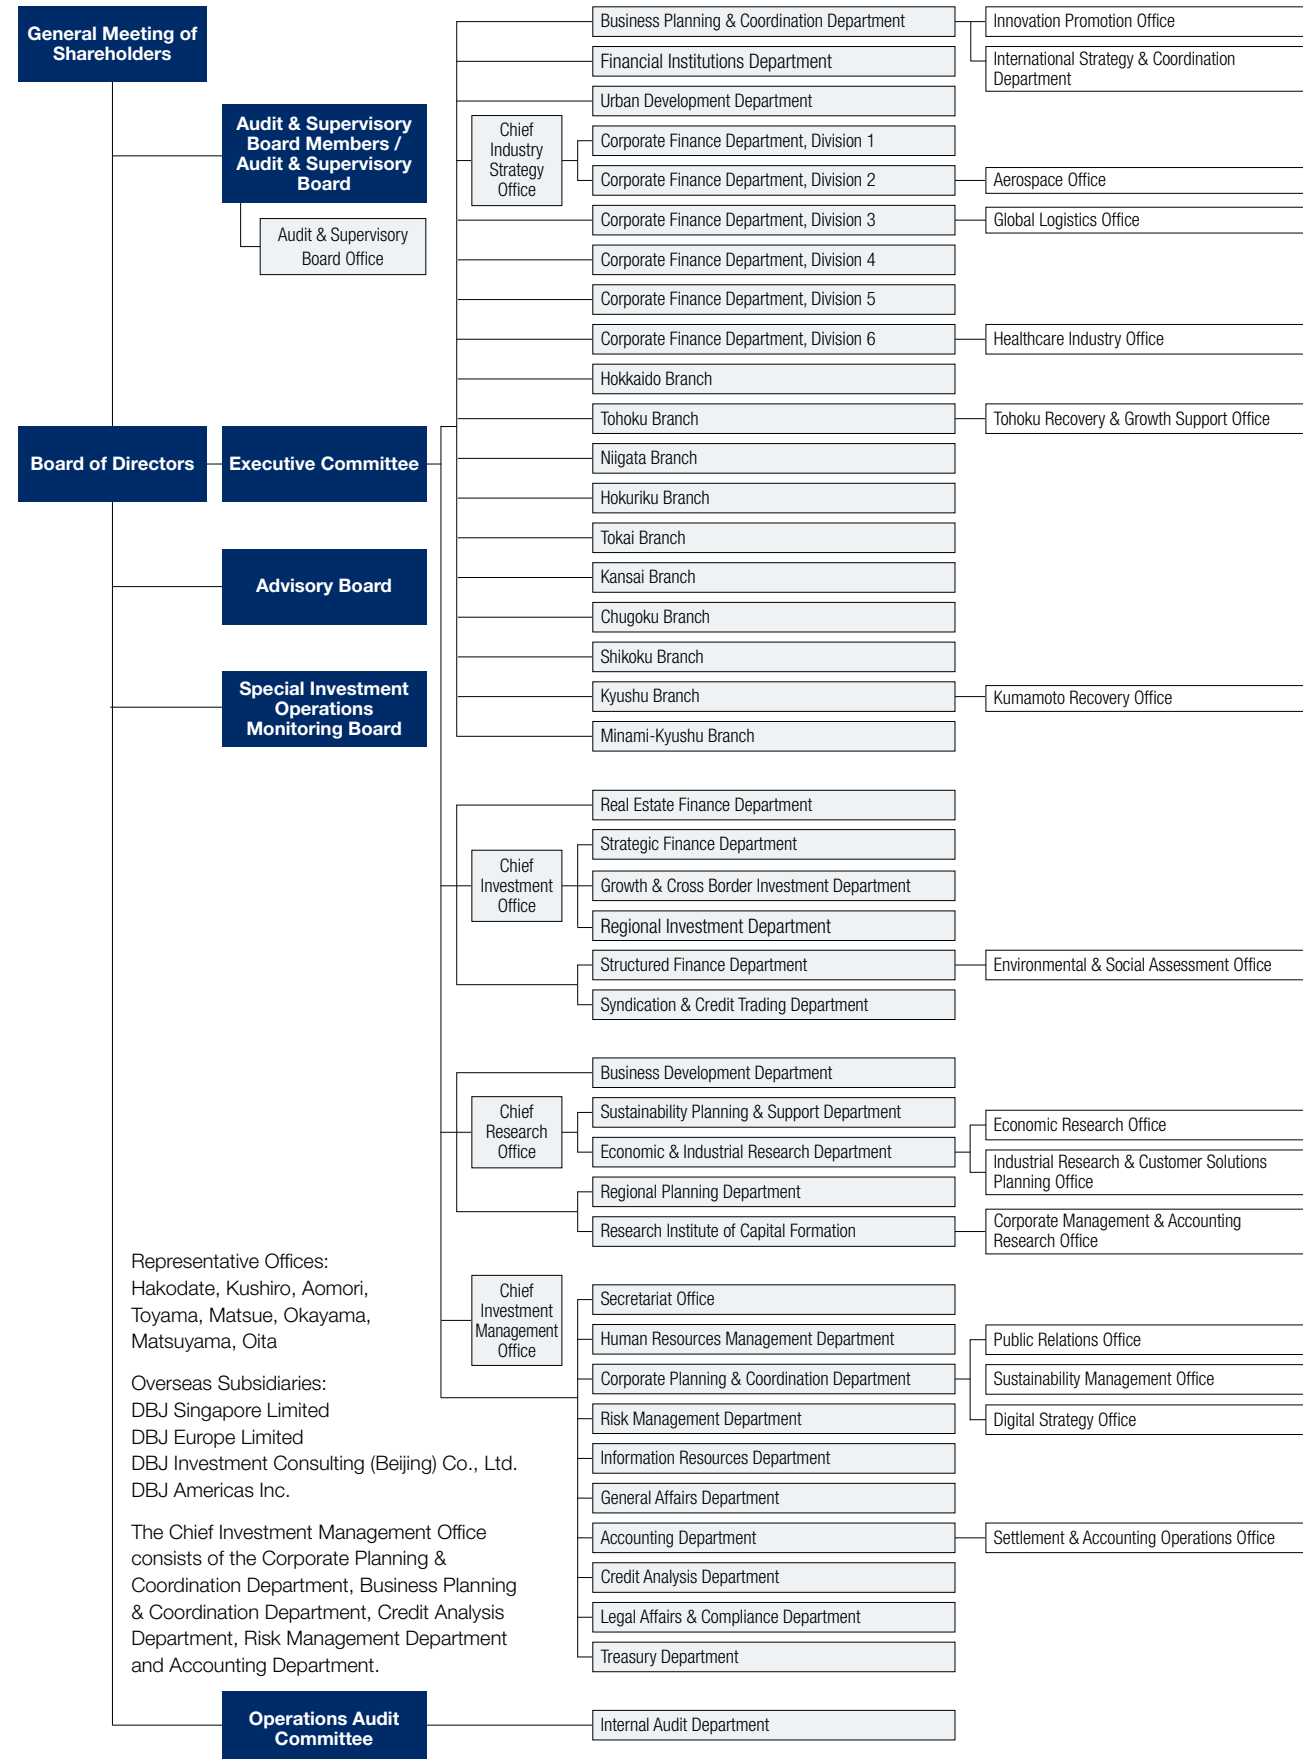 General Meeting of
Shareholders
Audit & Supervisory
Board Members /
Audit & Supervisory
Board
Audit & Supervisory
Board Office
Board of Directors
Executive Committee
Advisory Board
Special Investment
Operations
Monitoring Board
Business Planning & Coordination Department
Innovation Promotion Office
International Strategy & Coordination
Department
Financial Institutions Department
Urban Development Department
Chief
Industry
Strategy
Office
Corporate Finance Department, Division 1
Corporate Finance Department, Division 2
Aerospace Office
Corporate Finance Department, Division 3
Global Logistics Office
Corporate Finance Department, Division 4
Corporate Finance Department, Division 5
Corporate Finance Department, Division 6
Healthcare Industry Office
Hokkaido Branch
Tohoku Branch
Tohoku Recovery & Growth Support Office
Niigata Branch
Hokuriku Branch
Tokai Branch
Kansai Branch
Chugoku Branch
Shikoku Branch
Kyushu Branch
Kumamoto Recovery Office
Minami-Kyushu Branch
Real Estate Finance Department
Chief
Investment
Office
Strategic Finance Department
Growth & Cross Border Investment Department
Regional Investment Department
Structured Finance Department
Environmental & Social Assessment Office
Syndication & Credit Trading Department
Business Development Department
Chief
Research
Office
Sustainability Planning & Support Department
Economic & Industrial Research Department
Economic Research Office
Industrial Research & Customer Solutions
Planning Office
Regional Planning Department
Research Institute of Capital Formation
Corporate Management & Accounting
Research Office
Chief
Investment
Management
Office
Secretariat Office
Human Resources Management Department
Corporate Planning & Coordination Department
Public Relations Office
Sustainability Management Office
Digital Strategy Office
Risk Management Department
Information Resources Department
General Affairs Department
Accounting Department
Settlement & Accounting Operations Office
Credit Analysis Department
Legal Affairs & Compliance Department
Treasury Department
Representative Offices:
Hakodate, Kushiro, Aomori,
Toyama, Matsue, Okayama,
Matsuyama, Oita
Overseas Subsidiaries:
DBJ Singapore Limited
DBJ Europe Limited
DBJ Investment Consulting (Beijing) Co., Ltd.
DBJ Americas Inc.
The Chief Investment Management Office
consists of the Corporate Planning &
Coordination Department, Business Planning
& Coordination Department, Credit Analysis
Department, Risk Management Department
and Accounting Department.
Operations Audit
Committee
Internal Audit Department